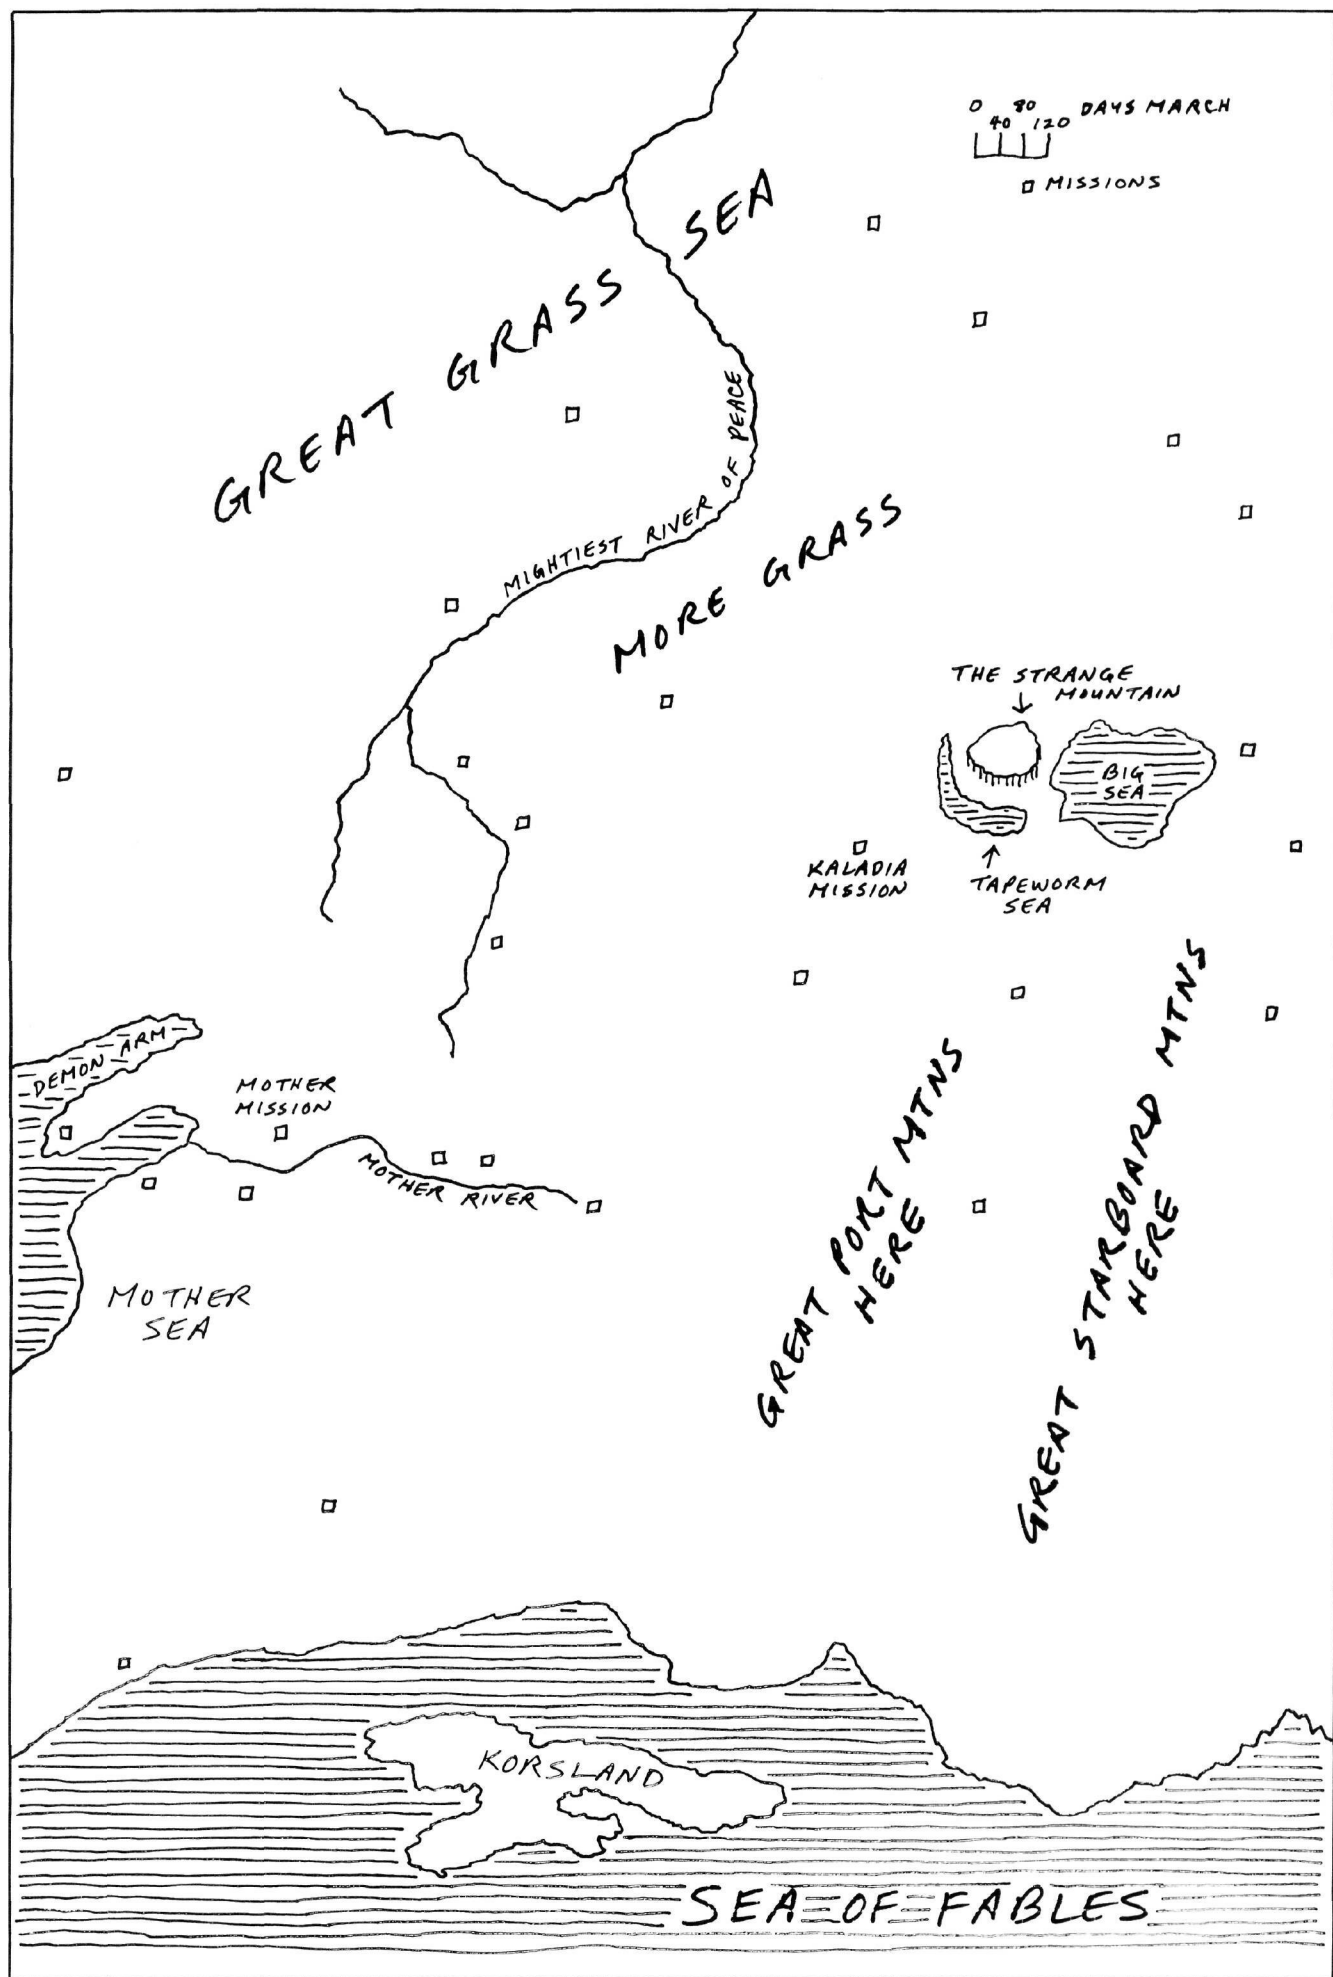 0 40 80 120 DAYS MARCH
MISSIONS
GREAT GRASS SEA
MIGHTIEST RIVER OF PEACE
MORE GRASS
THE STRANGE
MOUNTAIN
BIG
SEA
KALADIA
MISSION
TAPEWORM
SEA
DEMON ARM
MOTHER
MISSION
MOTHER RIVER
MOTHER
SEA
GREAT PORT MTNS
HERE
GREAT STARBOARD MTNS
HERE
KORSLAND
SEA OF FABLES